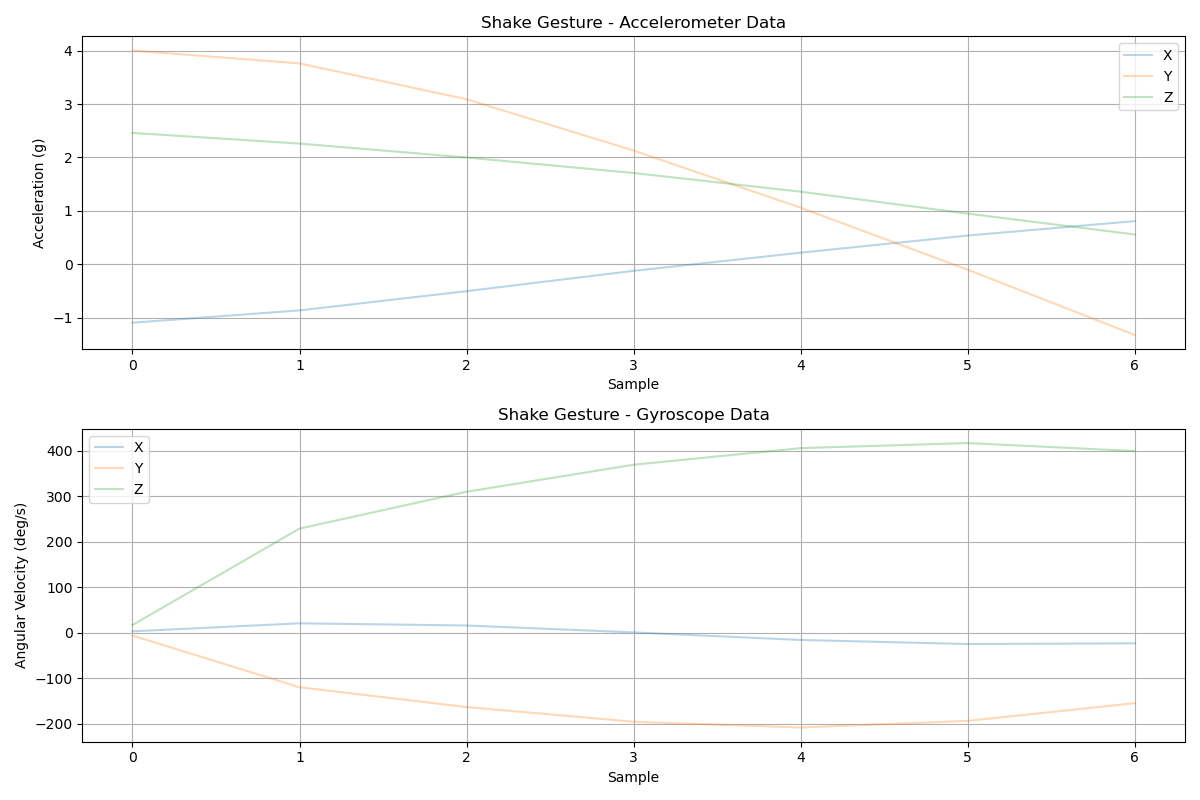 Shake Gesture - Accelerometer Data
Acceleration (g)
4
3
2
1
0
−1
X
Y
Z
0 1 2 3 4 5 6
Sample
Shake Gesture - Gyroscope Data
Angular Velocity (deg/s)
400
300
200
100
0
−100
−200
X
Y
Z
0 1 2 3 4 5 6
Sample